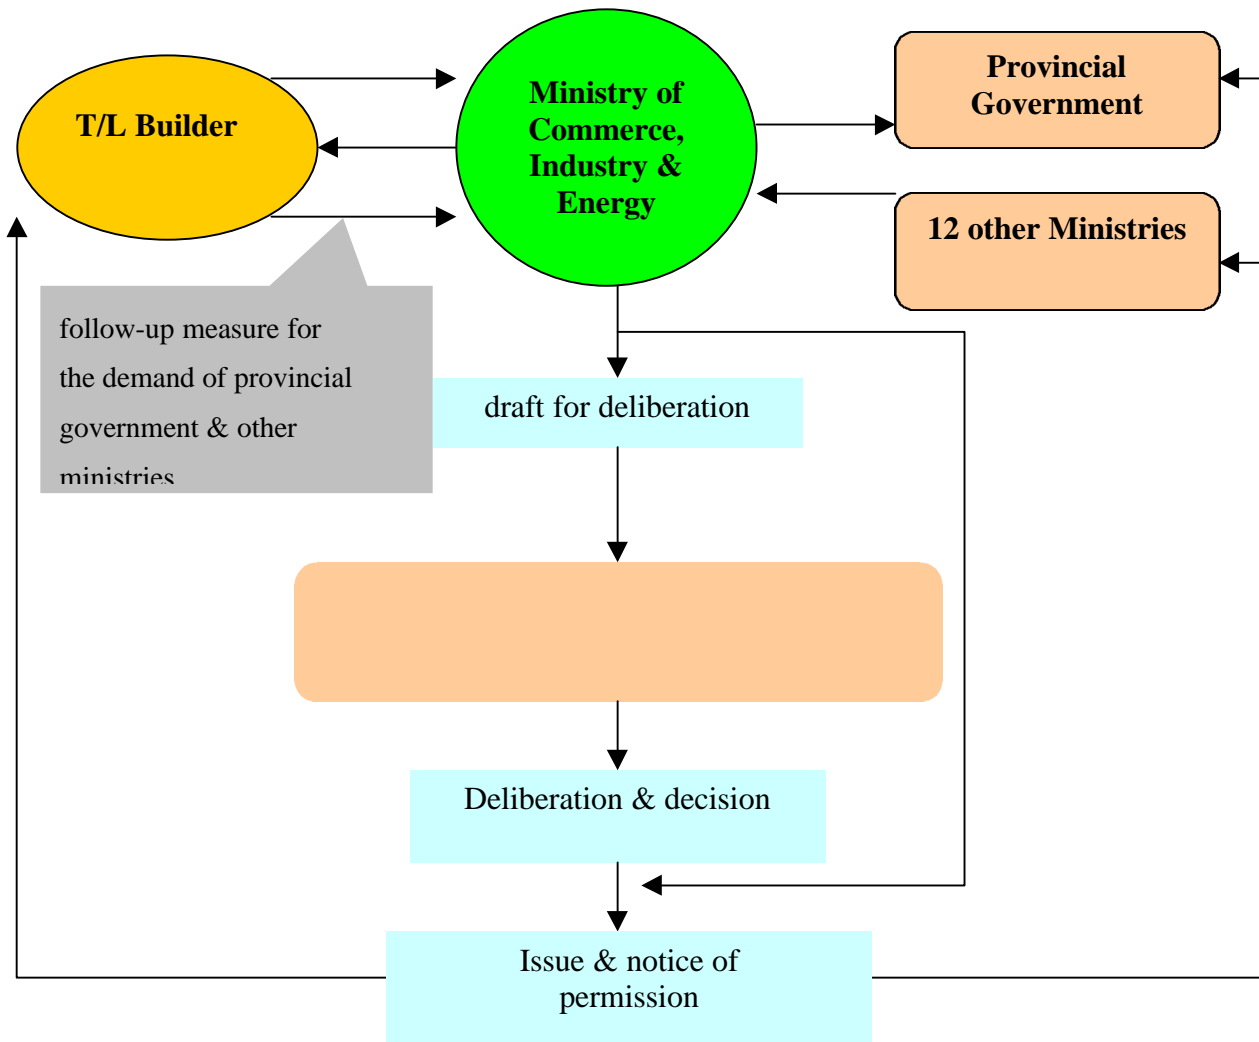 T/L Builder
Ministry of
Commerce,
Industry &
Energy
Provincial
Government
12 other Ministries
follow-up measure for
the demand of provincial
government & other
ministries
draft for deliberation
Deliberation & decision
Issue & notice of
permission